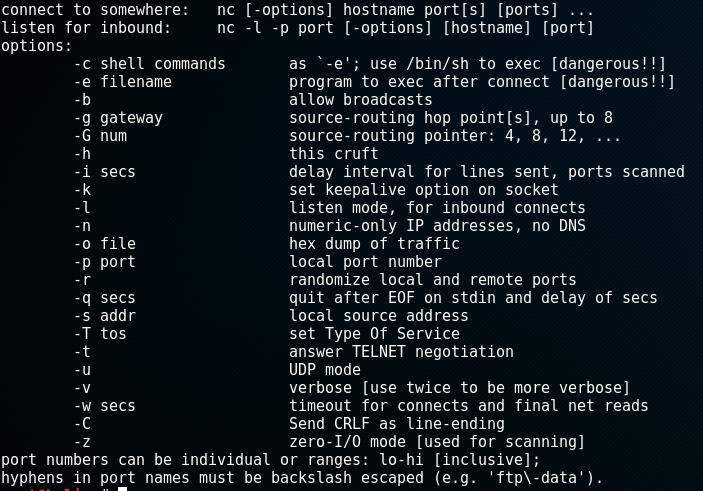 connect to somewhere:   nc [-options] hostname port[s] [ports] ...
listen for inbound:     nc -l -p port [-options] [hostname] [port]
options:
        -c shell commands       as `-e'; use /bin/sh to exec [dangerous!!]
        -e filename             program to exec after connect [dangerous!!]
        -b                      allow broadcasts
        -g gateway              source-routing hop point[s], up to 8
        -G num                  source-routing pointer: 4, 8, 12, ...
        -h                      this cruft
        -i secs                 delay interval for lines sent, ports scanned
        -k                      set keepalive option on socket
        -l                      listen mode, for inbound connects
        -n                      numeric-only IP addresses, no DNS
        -o file                 hex dump of traffic
        -p port                 local port number
        -r                      randomize local and remote ports
        -q secs                 quit after EOF on stdin and delay of secs
        -s addr                 local source address
        -T tos                  set Type Of Service
        -t                      answer TELNET negotiation
        -u                      UDP mode
        -v                      verbose [use twice to be more verbose]
        -w secs                 timeout for connects and final net reads
        -C                      Send CRLF as line-ending
        -z                      zero-I/O mode [used for scanning]
port numbers can be individual or ranges: lo-hi [inclusive];
hyphens in port names must be backslash escaped (e.g. 'ftp\-data').